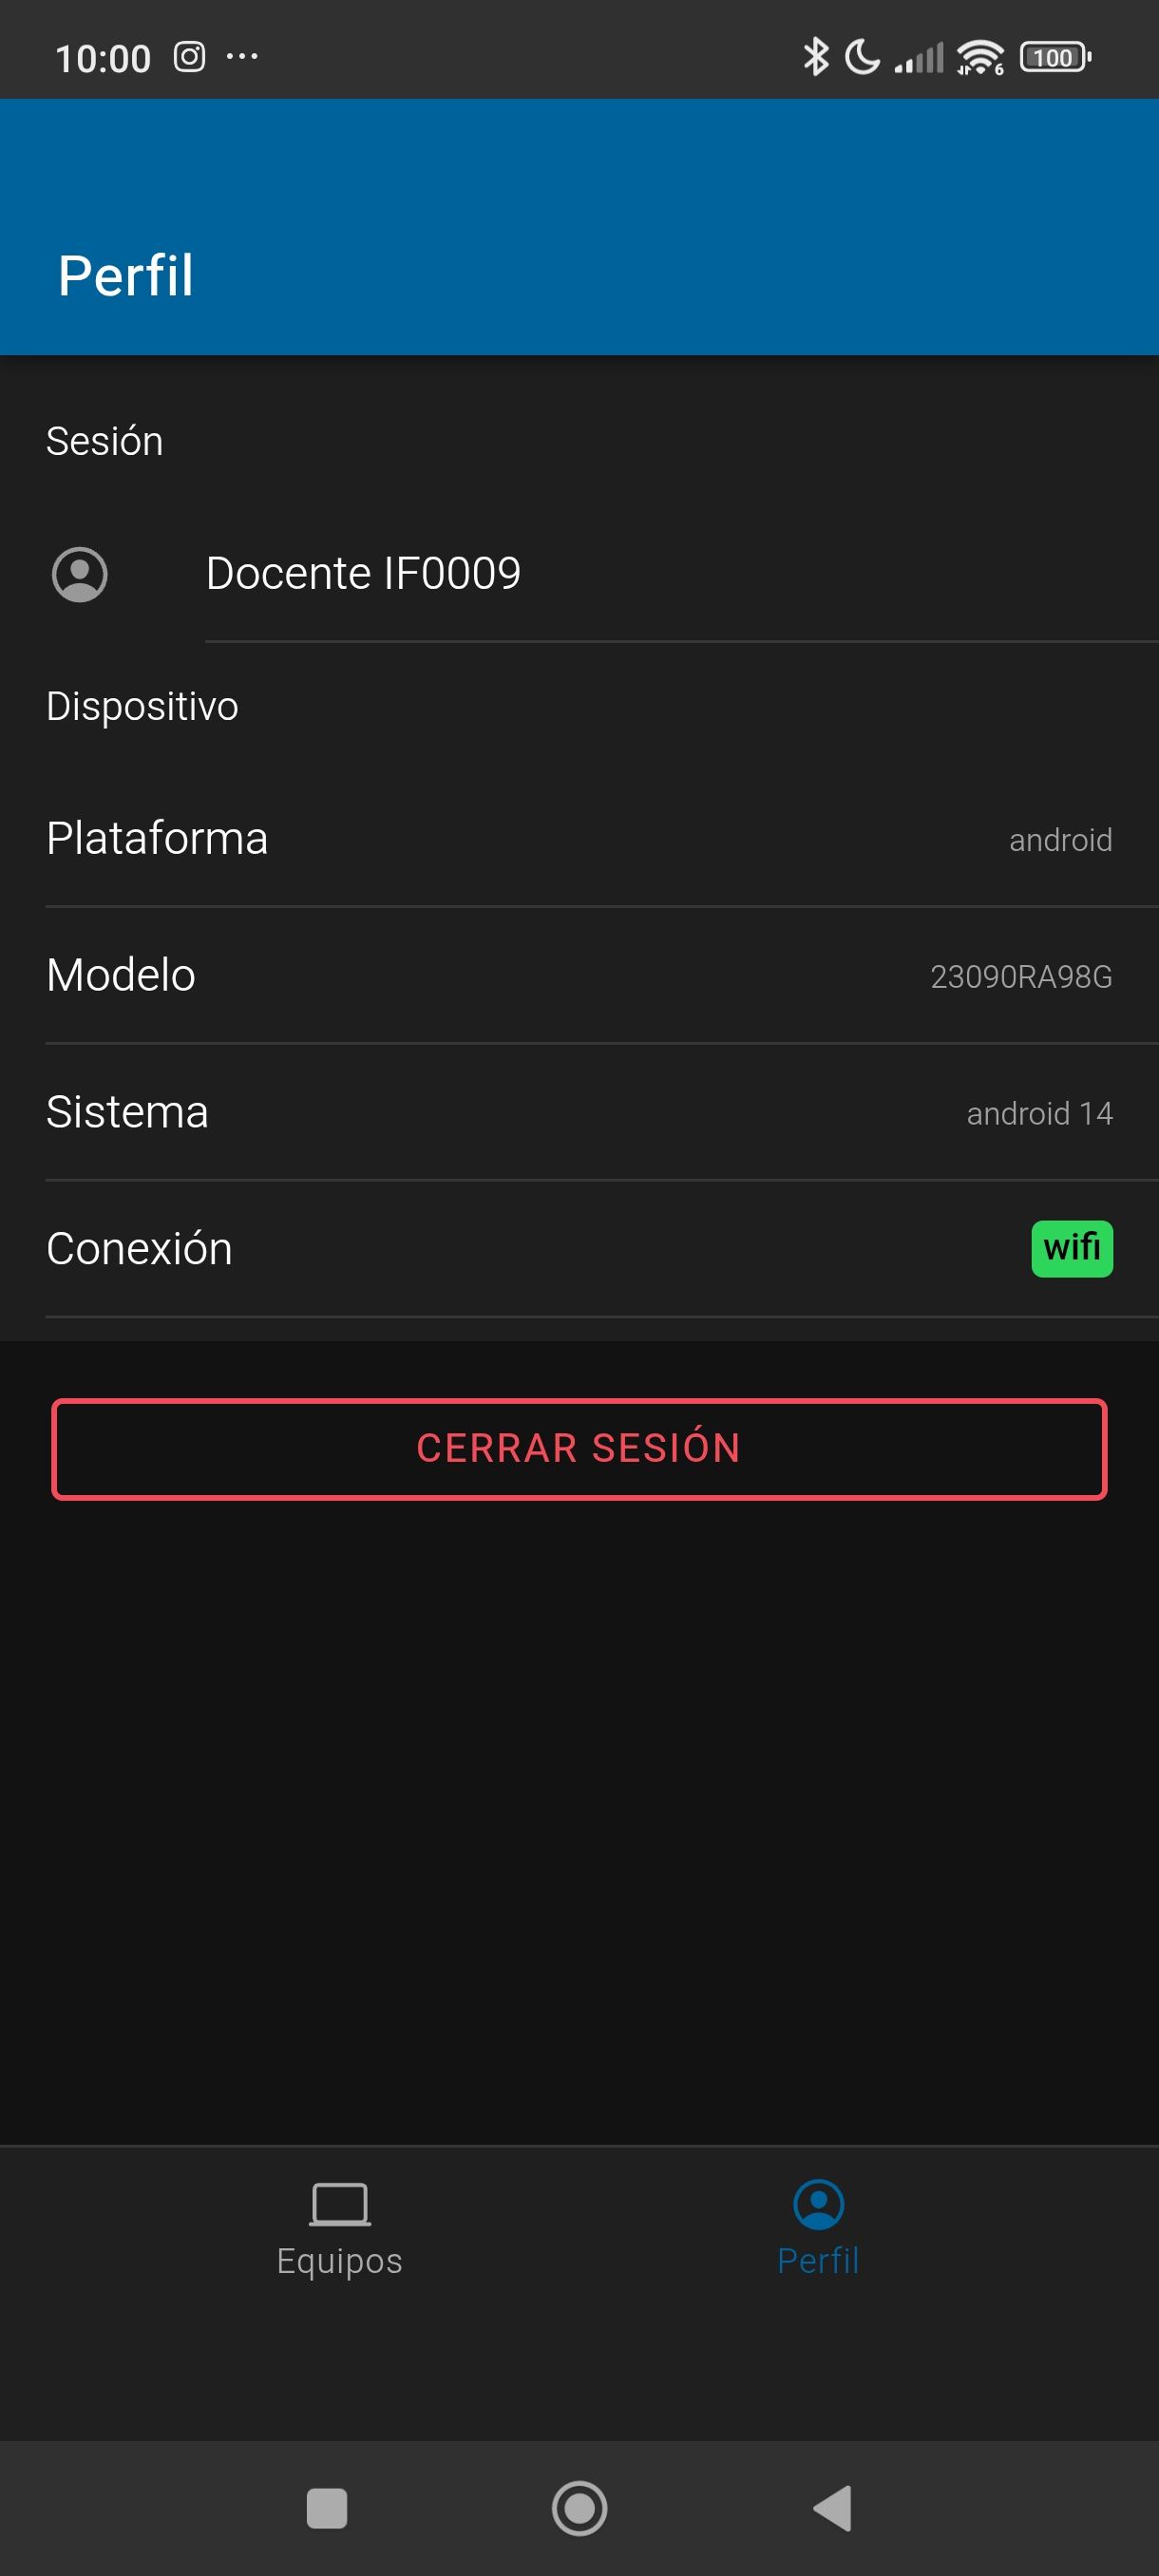 10:00
6
100
Perfil
Sesión
Docente IF0009
Dispositivo
Plataforma
android
Modelo
23090RA98G
Sistema
android 14
Conexión
wifi
CERRAR SESIÓN
Equipos
Perfil